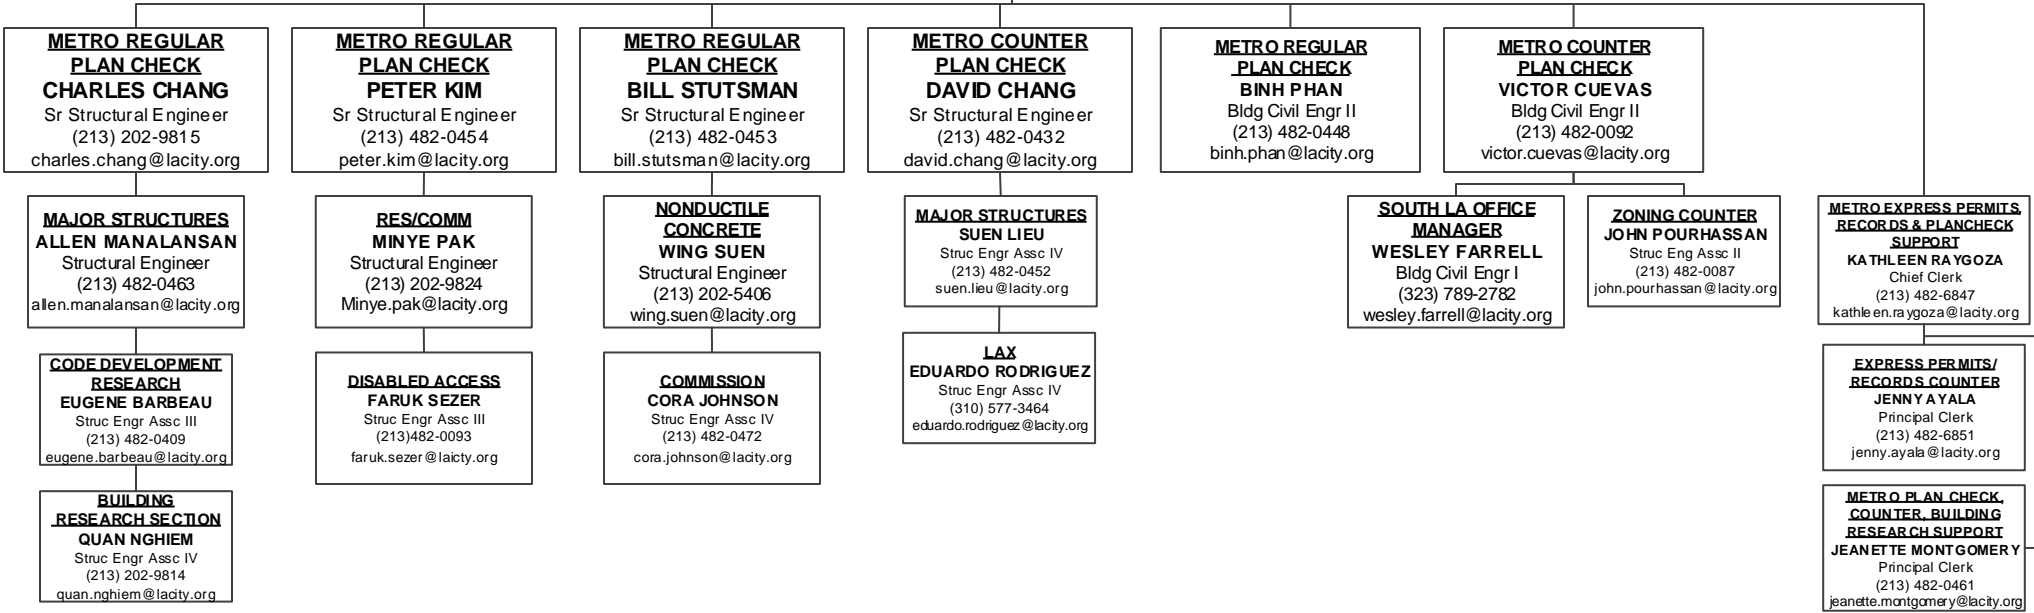 METRO REGULAR
PLAN CHECK
CHARLES CHANG
Sr Structural Engineer
(213) 202-9815
charles.chang@lacity.org
METRO REGULAR
PLAN CHECK
PETER KIM
Sr Structural Engineer
(213) 482-0454
peter.kim@lacity.org
METRO REGULAR
PLAN CHECK
BILL STUTSMAN
Sr Structural Engineer
(213) 482-0453
bill.stutsman@lacity.org
METRO COUNTER
PLAN CHECK
DAVID CHANG
Sr Structural Engineer
(213) 482-0432
david.chang@lacity.org
METRO REGULAR
PLAN CHECK
BINH PHAN
Bldg Civil Engr II
(213) 482-0448
binh.phan@lacity.org
METRO COUNTER
PLAN CHECK
VICTOR CUEVAS
Bldg Civil Engr II
(213) 482-0092
victor.cuevas@lacity.org
MAJOR STRUCTURES
ALLEN MANALANSAN
Structural Engineer
(213) 482-0463
allen.manalansan@lacity.org
RES/COMM
MINYE PAK
Structural Engineer
(213) 202-9824
Minye.pak@lacity.org
NONDUCTILE
CONCRETE
WING SUEN
Structural Engineer
(213) 202-5406
wing.suen@lacity.org
MAJOR STRUCTURES
SUEN LIEU
Struc Engr Assc IV
(213) 482-0452
suen.lieu@lacity.org
SOUTH LA OFFICE
MANAGER
WESLEY FARRELL
Bldg Civil Engr I
(323) 789-2782
wesley.farrell@lacity.org
ZONING COUNTER
JOHN POURHASSAN
Struc Eng Assc II
(213) 482-0087
john.pourhassan@lacity.org
METRO EXPRESS PERMITS,
RECORDS & PLANCHECK
SUPPORT
KATHLEEN RAYGOZA
Chief Clerk
(213) 482-6847
kathleen.raygoza@lacity.org
CODE DEVELOPMENT
RESEARCH
EUGENE BARBEAU
Struc Engr Assc III
(213) 482-0409
eugene.barbeau@lacity.org
DISABLED ACCESS
FARUK SEZER
Struc Engr Assc III
(213)482-0093
faruk.sezer@laicty.org
COMMISSION
CORA JOHNSON
Struc Engr Assc IV
(213) 482-0472
cora.johnson@lacity.org
LAX
EDUARDO RODRIGUEZ
Struc Engr Assc IV
(310) 577-3464
eduardo.rodriguez@lacity.org
EXPRESS PERMITS/
RECORDS COUNTER
JENNY AYALA
Principal Clerk
(213) 482-6851
jenny.ayala@lacity.org
BUILDING
RESEARCH SECTION
QUAN NGHIEM
Struc Engr Assc IV
(213) 202-9814
quan.nghiem@lacity.org
METRO PLAN CHECK,
COUNTER, BUILDING
RESEARCH SUPPORT
JEANETTE MONTGOMERY
Principal Clerk
(213) 482-0461
jeanette.montgomery@lacity.org